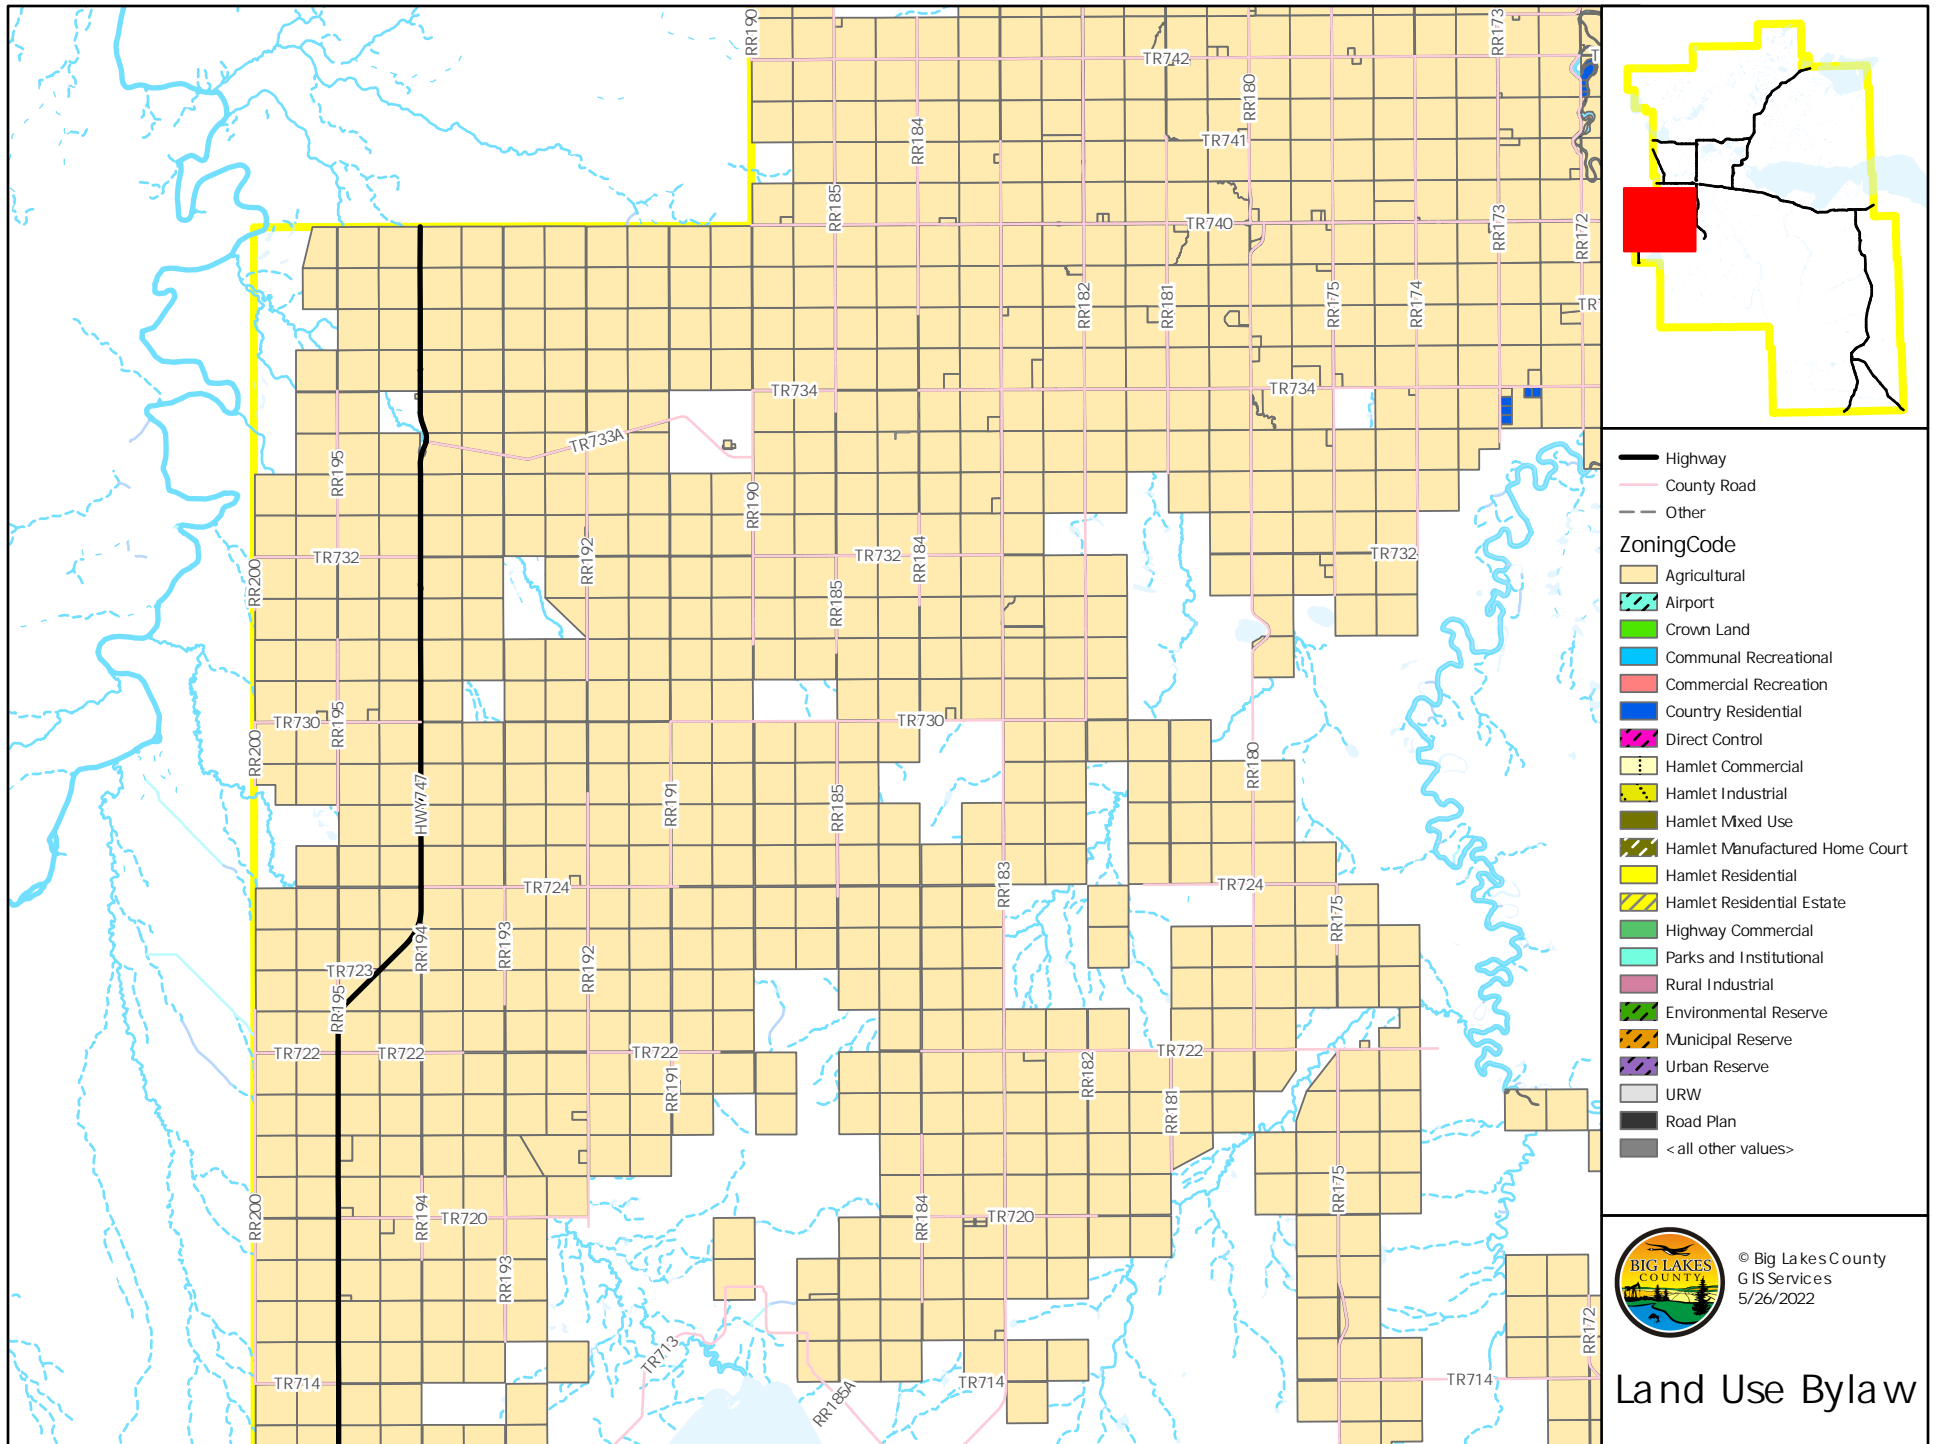 RR190
RR173
TR742
RR180
RR184
TR741
RR185
TR740
RR173
RR172
RR182
RR181
RR175
RR174
TR734
TR734
TR733A
RR195
RR190
RR192
RR184
TR732
TR732
TR732
RR200
RR185
TR730
RR195
TR730
RR200
RR180
HWY747
RR191
RR185
TR724
RR183
TR724
RR175
RR194
RR193
RR192
TR723
RR195
TR722
TR722
TR722
TR722
RR191
RR182
RR181
RR175
RR200
RR194
TR720
RR184
TR720
RR193
TR713
RR185A
RR172
TR714
TR714
TR714
Highway
County Road
Other
ZoningCode
Agricultural
Airport
Crown Land
Communal Recreational
Commercial Recreation
Country Residential
Direct Control
Hamlet Commercial
Hamlet Industrial
Hamlet Mixed Use
Hamlet Manufactured Home Court
Hamlet Residential
Hamlet Residential Estate
Highway Commercial
Parks and Institutional
Rural Industrial
Environmental Reserve
Municipal Reserve
Urban Reserve
URW
Road Plan
<all other values>
BIG LAKES
COUNTY
© Big Lakes County
GIS Services
5/26/2022
Land Use Bylaw